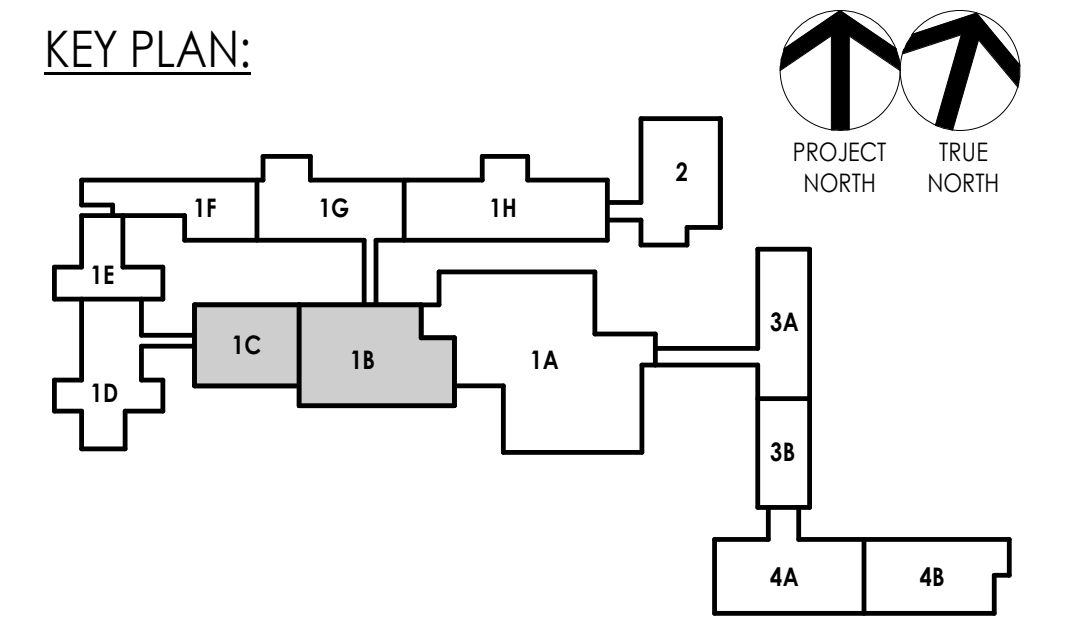 KEY PLAN:
PROJECT
NORTH
TRUE
NORTH
2
1F
1G
1H
1E
3A
1C
1B
1A
1D
3B
4A
4B